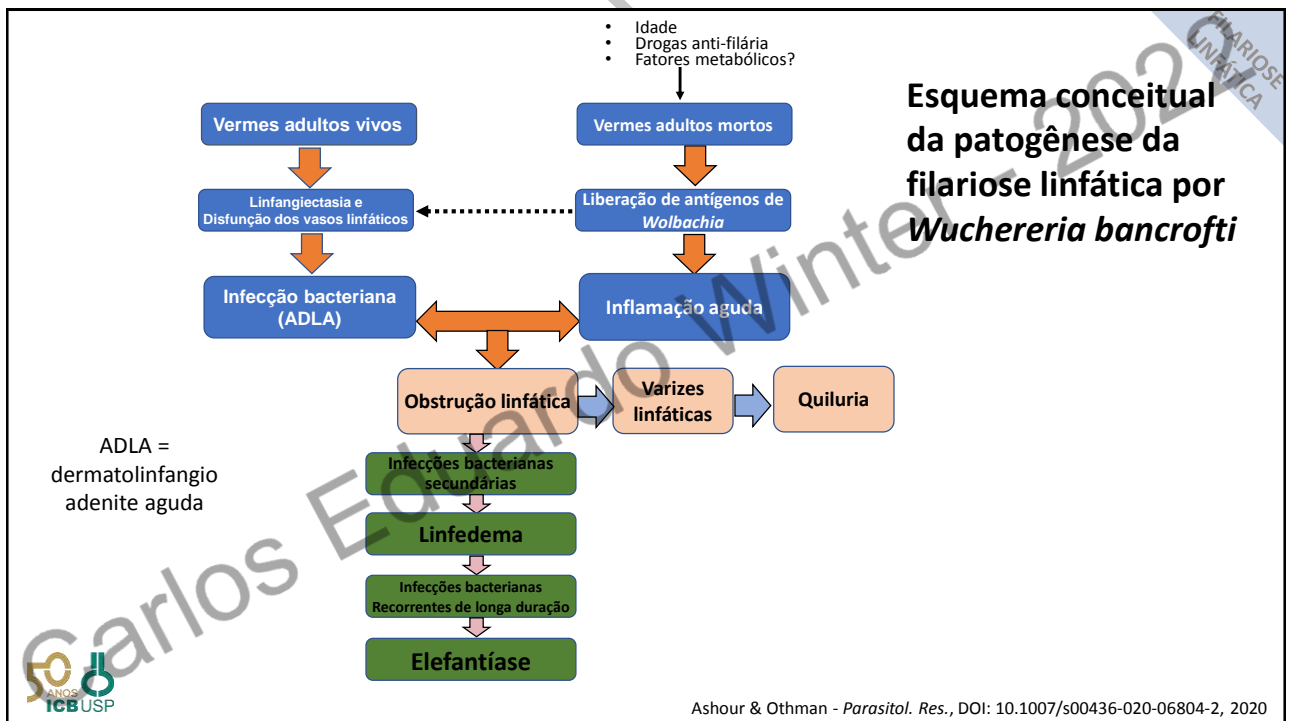 • Idade
• Drogas anti-filária
• Fatores metabólicos?
FILARIOSE
LINFÁTICA
Esquema conceitual
da patogênese da
filariose linfática por
Wuchereria bancrofti
Vermes adultos vivos
Vermes adultos mortos
Linfangiectasia e
Disfunção dos vasos linfáticos
Liberação de antígenos de
Wolbachia
Infecção bacteriana
(ADLA)
Inflamação aguda
Obstrução linfática
Varizes
linfáticas
Quiluria
ADLA =
dermatolinfangio
adenite aguda
Infecções bacterianas
secundárias
Linfedema
Infecções bacterianas
Recorrentes de longa duração
Elefantíase
Carlos Eduardo Winter - 2022
50
ANOS
ICBUSP
Ashour & Othman - Parasitol. Res., DOI: 10.1007/s00436-020-06804-2, 2020